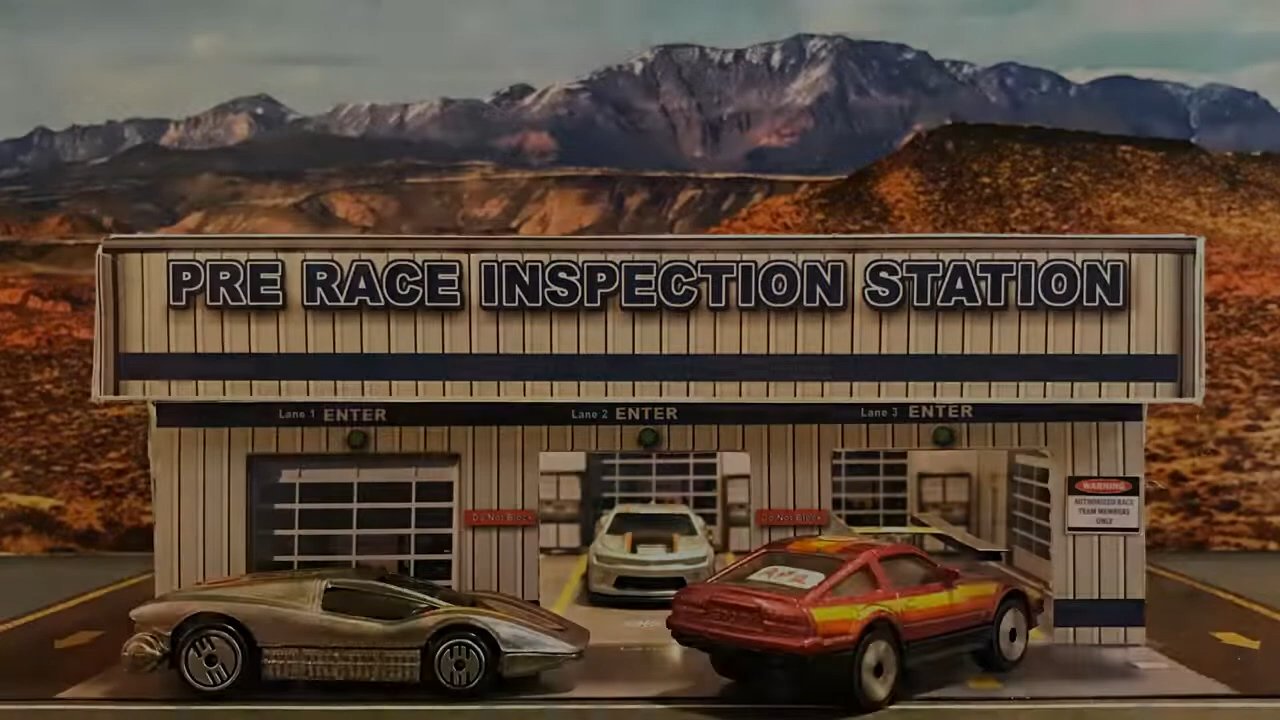 PRE RACE INSPECTION STATION
Lane 1 ENTER
Lane 2 ENTER
Lane 3 ENTER
Do Not Block
Do Not Block
WARNING
AUTHORIZED RACE
TEAM MEMBERS
ONLY